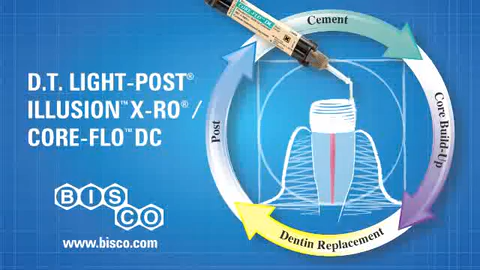 Cement
D.T. LIGHT-POST®
ILLUSION™ X-RO® /
CORE-FLO™ DC
Post
Core Build-Up
Dentin Replacement
BISCO
www.bisco.com